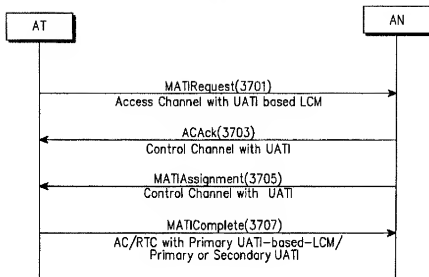 AT
AN
MATIRequest(3701)
Access Channel with UATI based LCM
ACAck(3703)
Control Channel with UATI
MATIAssignment(3705)
Control Channel with UATI
MATIComplete(3707)
AC/RTC with Primary UATI-based-LCM/
Primary or Secondary UATI